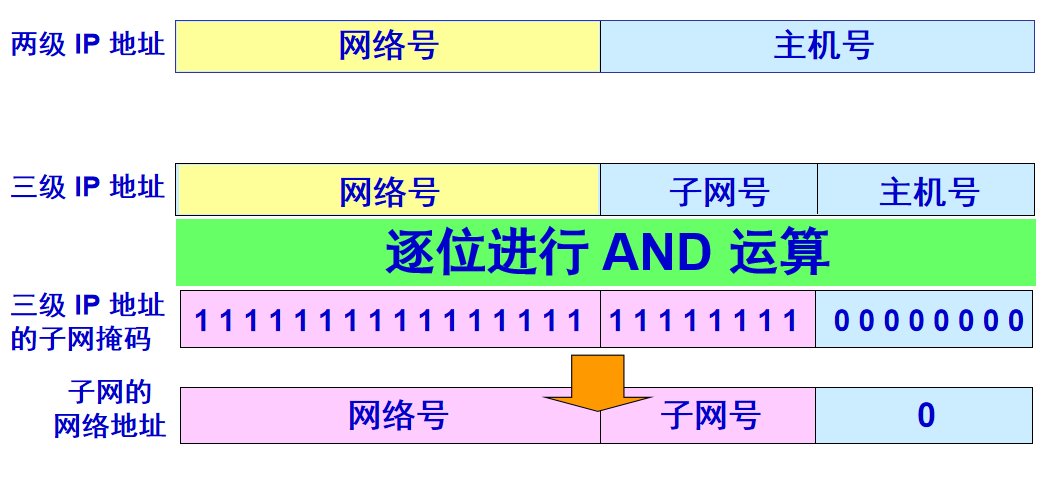 两级 IP 地址 网络号 主机号
三级 IP 地址 网络号 子网号 主机号
逐位进行 AND 运算
三级 IP 地址
的子网掩码
1 1 1 1 1 1 1 1 1 1 1 1 1 1 1 1 1 1 1 1 1 1 1 1 0 0 0 0 0 0 0 0
子网的
网络地址
网络号 子网号 0